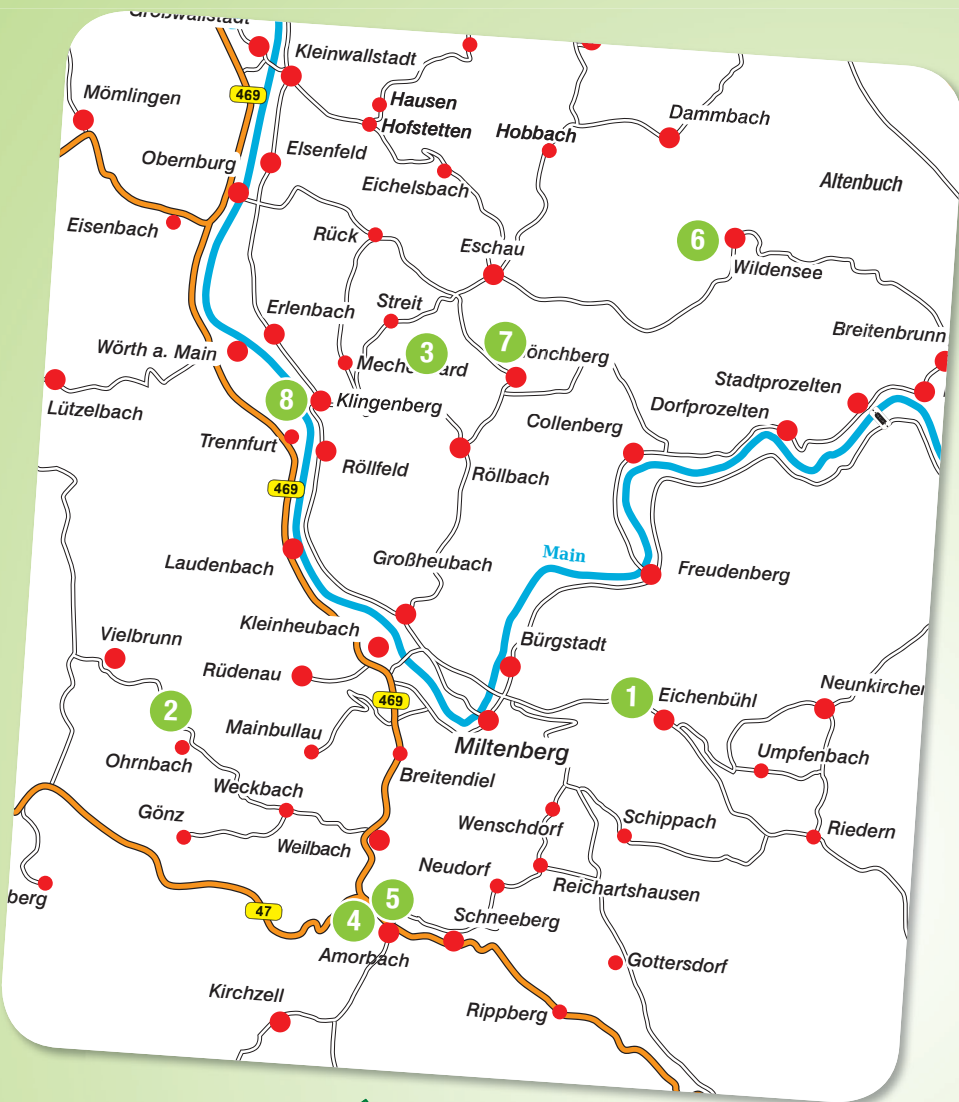 Großwallstadt
Kleinwallstadt
469
Mömlingen
Hausen
Hofstetten
Hobbach
Dammbach
Obernburg
Elsenfeld
Eichelsbach
Altenbuch
Eisenbach
Rück
Eschau
6
Wildensee
Erlenbach
Streit
Breitenbrunn
Wörth a. Main
3
7
Mönchberg
Stadtprozelten
Lützelbach
8
Klingenberg
Collenberg
Dorfprozelten
Trennfurt
Röllfeld
Röllbach
469
Laudenbach
Großheubach
Main
Freudenberg
Kleinheubach
Bürgstadt
Vielbrunn
Rüdenau
469
1
Eichenbühl
Neunkirchen
2
Mainbullau
Miltenberg
Umpfenbach
Ohrnbach
Breitendiel
Weckbach
Gönz
Wenschdorf
Schippach
Riedern
Weilbach
Neudorf
Reichartshausen
berg
47
4
5
Schneeberg
Amorbach
Gottersdorf
Kirchzell
Rippberg